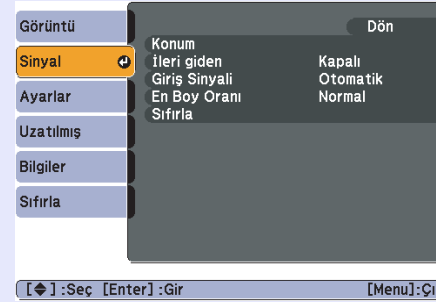 Görüntü
Sinyal
Ayarlar
Uzatılmış
Bilgiler
Sıfırla
Dön
Konum
İleri giden Kapalı
Giriş Sinyali Otomatik
En Boy Oranı Normal
Sıfırla
[ ] :Seç [Enter] :Gir [Menu]:Çı